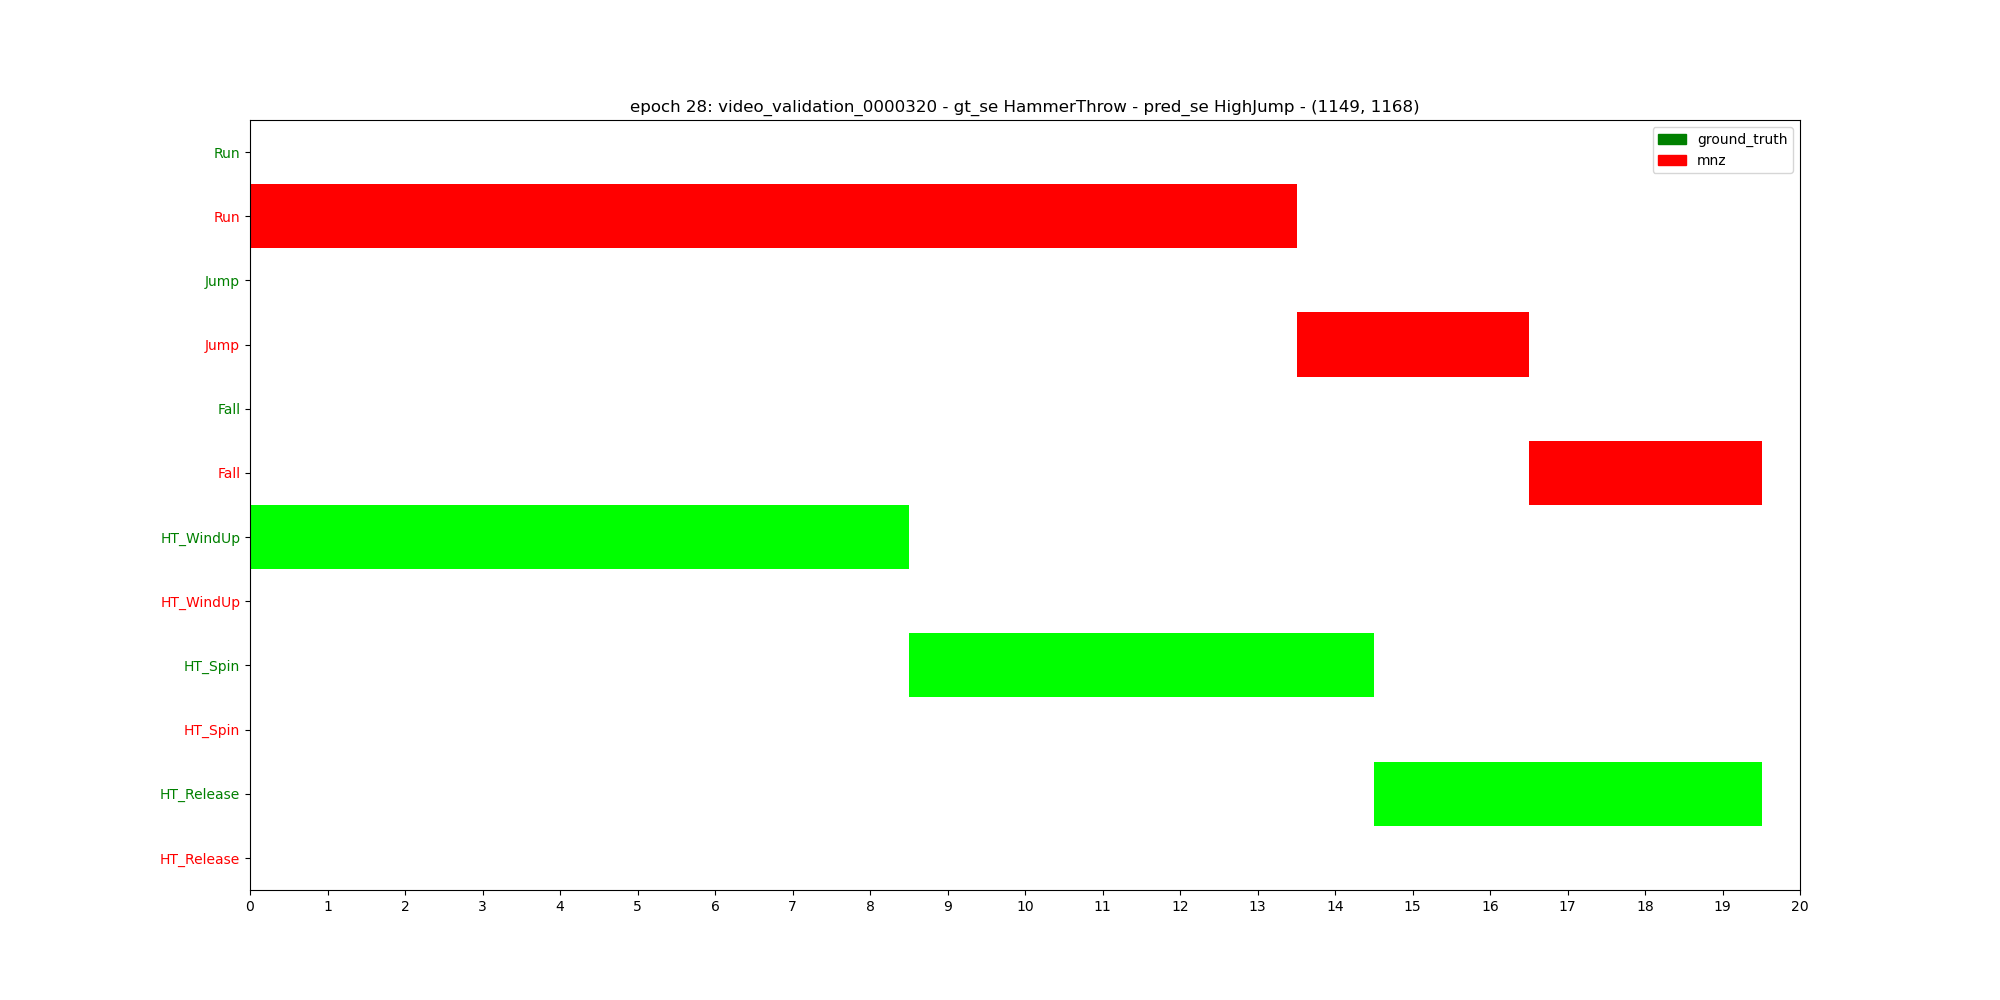 epoch 28: video_validation_0000320 - gt_se HammerThrow - pred_se HighJump - (1149, 1168)
ground_truth
mnz
Run
Run
Jump
Jump
Fall
Fall
HT_WindUp
HT_WindUp
HT_Spin
HT_Spin
HT_Release
HT_Release
0 1 2 3 4 5 6 7 8 9 10 11 12 13 14 15 16 17 18 19 20